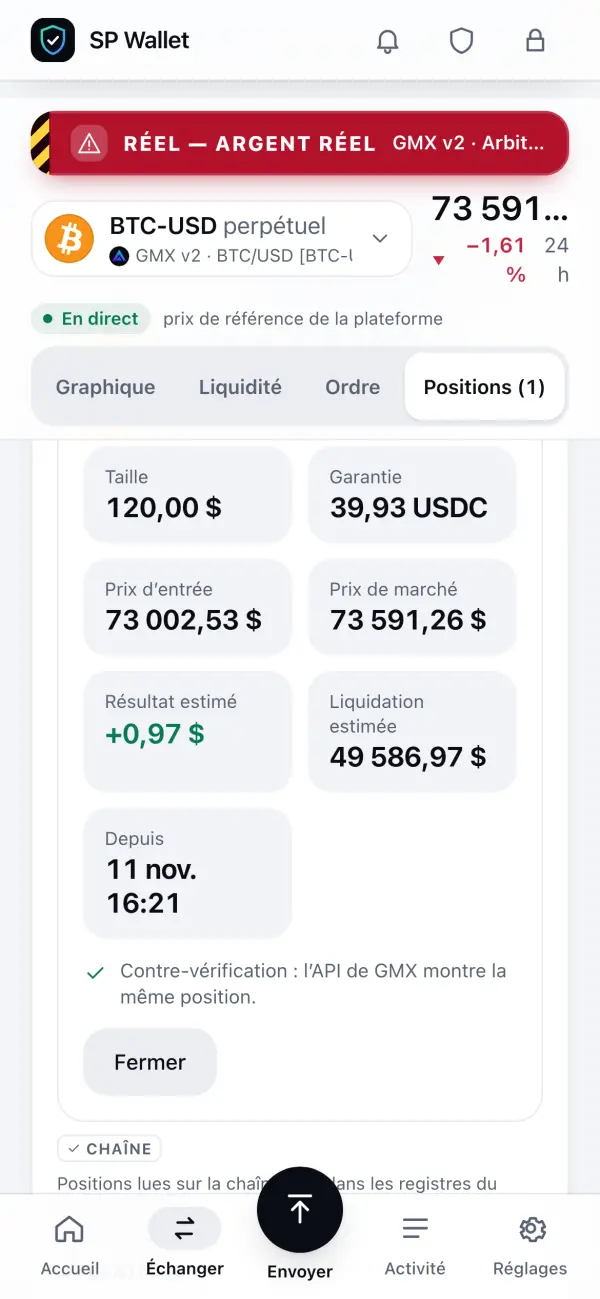 SP Wallet
RÉEL — ARGENT RÉEL GMX v2 · Arbit...
BTC-USD perpétuel
GMX v2 · BTC/USD [BTC-U
73 591...
−1,61 % 24 h
En direct prix de référence de la plateforme
Graphique Liquidité Ordre Positions (1)
Taille
120,00 $
Garantie
39,93 USDC
Prix d’entrée
73 002,53 $
Prix de marché
73 591,26 $
Résultat estimé
+0,97 $
Liquidation
estimée
49 586,97 $
Depuis
11 nov.
16:21
Contre-vérification : l’API de GMX montre la
même position.
Fermer
CHAÎNE
Positions lues sur la chaîn dans les registres du
Accueil Échanger Envoyer Activité Réglages